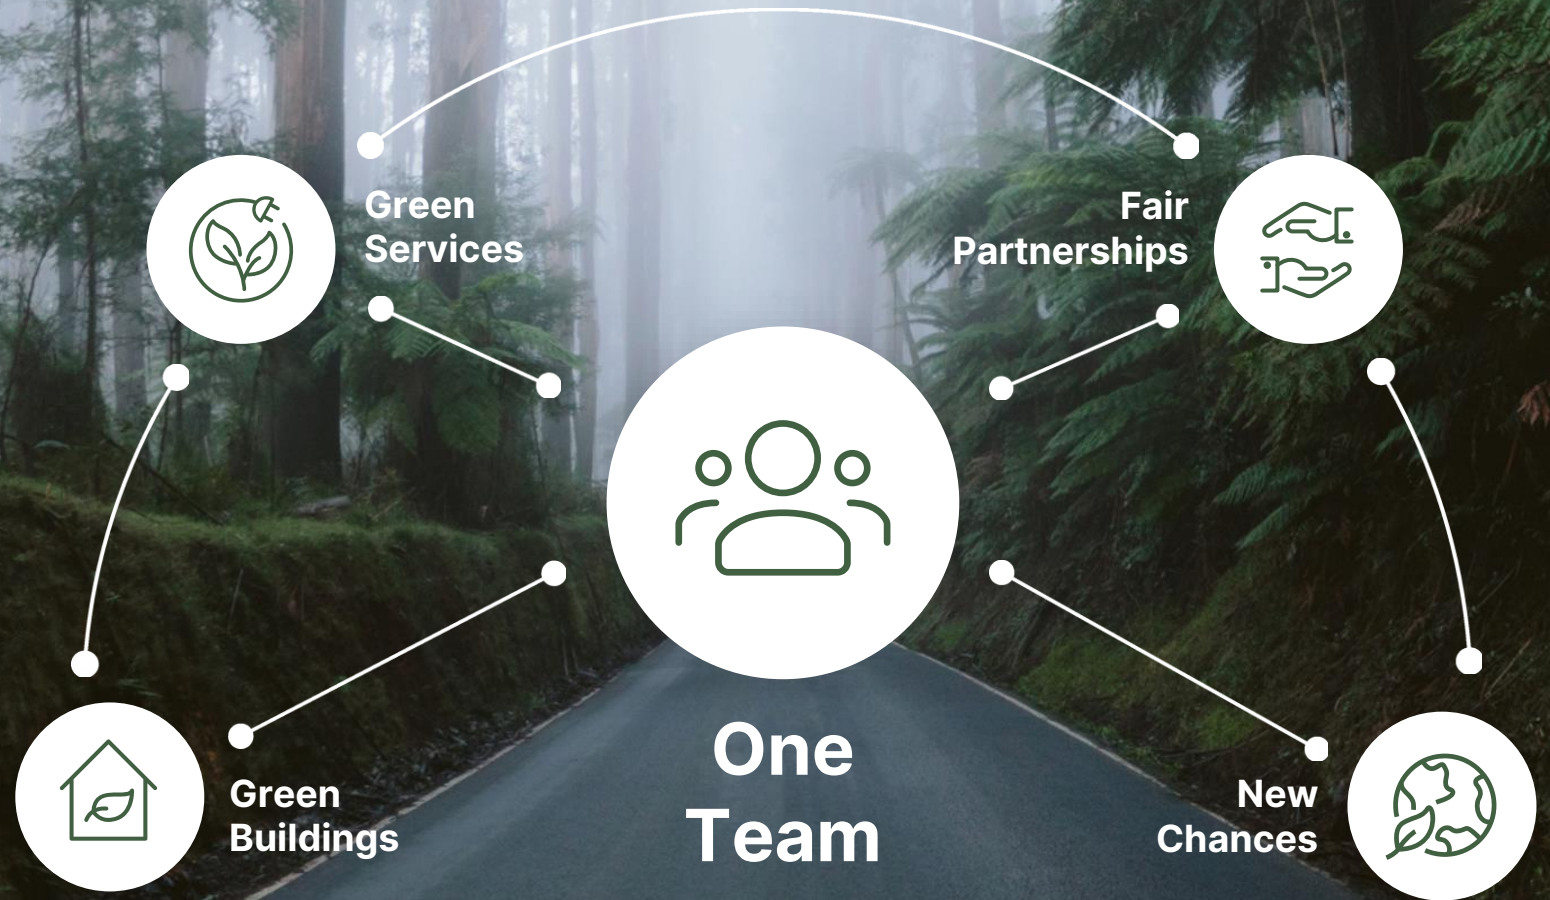 Green
Services
Fair
Partnerships
One
Team
Green
Buildings
New
Chances